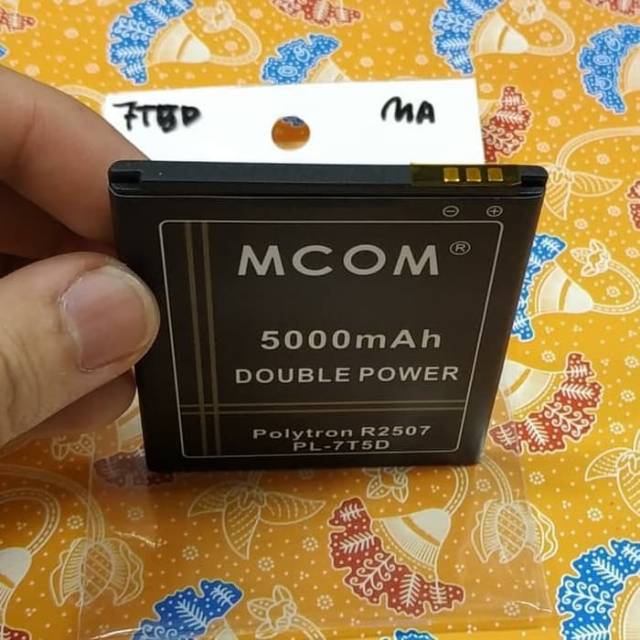 7T5D MA
⊖ ⊕
MCOM®
5000mAh
DOUBLE POWER
Polytron R2507
PL-7T5D